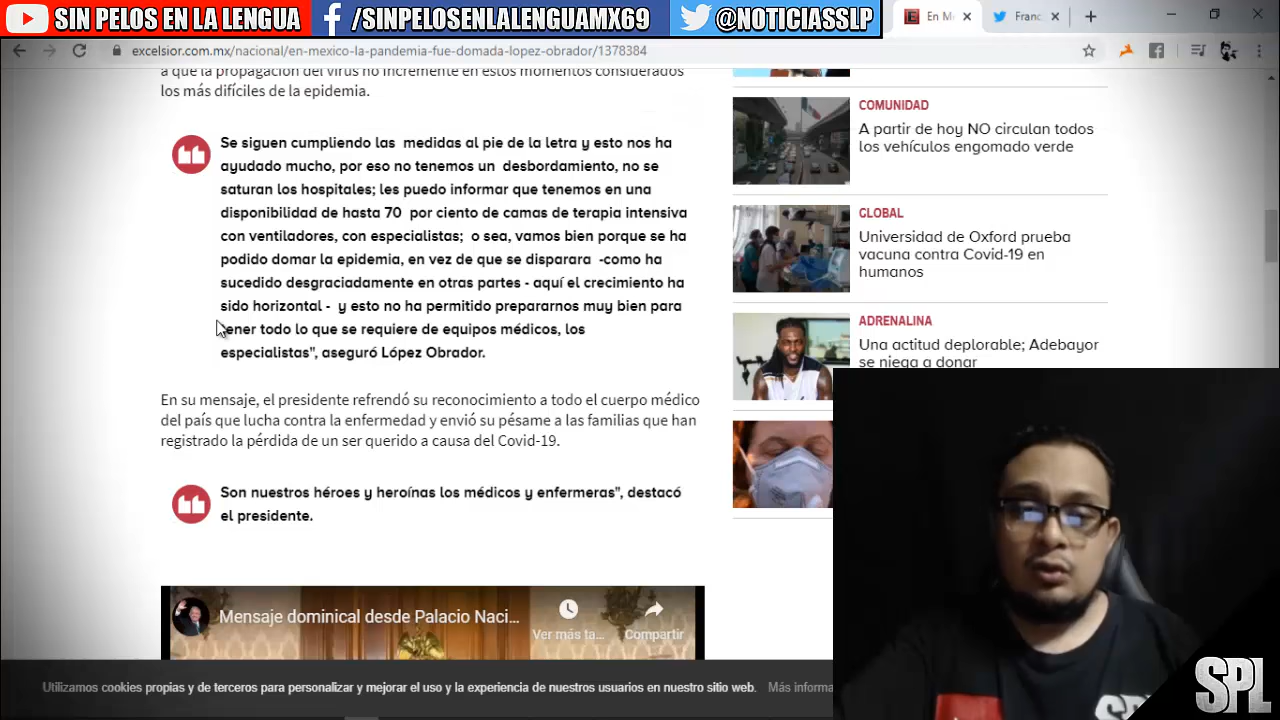 SIN PELOS EN LA LENGUA
/SINPELOSENLALENGUAMX69
@NOTICIASSLP
En M
Franc
excelsior.com.mx/nacional/en-mexico-la-pandemia-fue-domada-lopez-obrador/1378384
a que la propagación del virus no incremente en estos momentos considerados
los más difíciles de la epidemia.
Se siguen cumpliendo las medidas al pie de la letra y esto nos ha
ayudado mucho, por eso no tenemos un desbordamiento, no se
saturan los hospitales; les puedo informar que tenemos en una
disponibilidad de hasta 70 por ciento de camas de terapia intensiva
con ventiladores, con especialistas; o sea, vamos bien porque se ha
podido domar la epidemia, en vez de que se disparara -como ha
sucedido desgraciadamente en otras partes - aquí el crecimiento ha
sido horizontal - y esto no ha permitido prepararnos muy bien para
tener todo lo que se requiere de equipos médicos, los
especialistas", aseguró López Obrador.
En su mensaje, el presidente refrendó su reconocimiento a todo el cuerpo médico
del país que lucha contra la enfermedad y envió su pésame a las familias que han
registrado la pérdida de un ser querido a causa del Covid-19.
Son nuestros héroes y heroínas los médicos y enfermeras", destacó
el presidente.
Mensaje dominical desde Palacio Naci...
Ver más ta...
Compartir
COMUNIDAD
A partir de hoy NO circulan todos
los vehículos engomado verde
GLOBAL
Universidad de Oxford prueba
vacuna contra Covid-19 en
humanos
ADRENALINA
Una actitud deplorable; Adebayor
se niega a donar
Utilizamos cookies propias y de terceros para personalizar y mejorar el uso y la experiencia de nuestros usuarios en nuestro sitio web.
Más informa
SPL